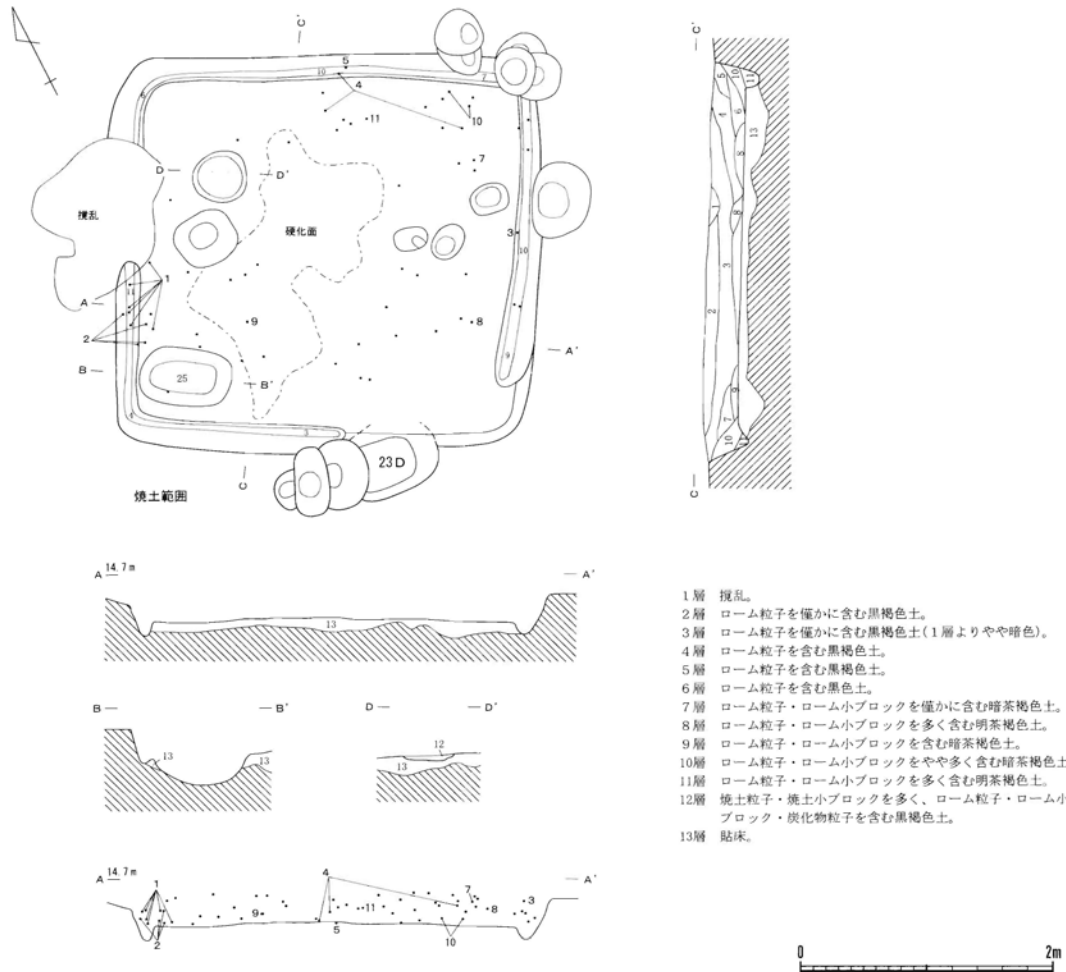 C'
C'
5
10
7
6
4
10
11
7
D
D'
攪乱
硬化面
3
10
1
11
A
9
8
2
A'
B
25
B'
9
23D
C
焼土範囲
5
10
11
4
6
13
8
1
8
3
2
9
7
10
11
C
A
14.7m
A'
13
B
B'
D
D'
13
13
12
13
A
14.7m
A'
1
4
7
3
9
11
8
2
5
10
1層 攪乱。
2層 ローム粒子を僅かに含む黒褐色土。
3層 ローム粒子を僅かに含む黒褐色土(1層よりやや暗色)。
4層 ローム粒子を含む黒褐色土。
5層 ローム粒子を含む黒褐色土。
6層 ローム粒子を含む黒色土。
7層 ローム粒子・ローム小ブロックを僅かに含む暗茶褐色土。
8層 ローム粒子・ローム小ブロックを多く含む明茶褐色土。
9層 ローム粒子・ローム小ブロックを含む暗茶褐色土。
10層 ローム粒子・ローム小ブロックをやや多く含む暗茶褐色土
11層 ローム粒子・ローム小ブロックを多く含む明茶褐色土。
12層 焼土粒子・焼土小ブロックを多く、ローム粒子・ローム小
ブロック・炭化物粒子を含む黒褐色土。
13層 貼床。
0 2m